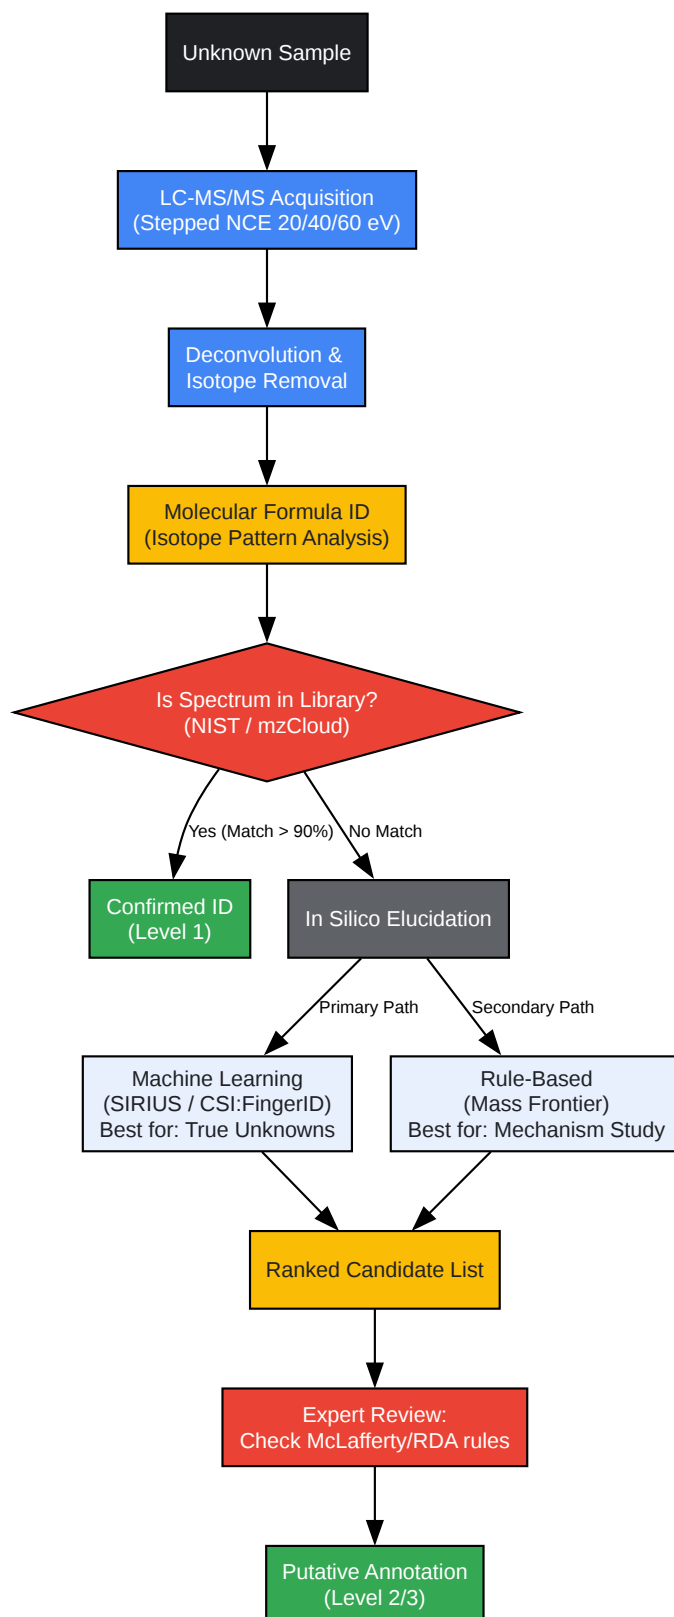 Unknown Sample
LC-MS/MS Acquisition
(Stepped NCE 20/40/60 eV)
Deconvolution &
Isotope Removal
Molecular Formula ID
(Isotope Pattern Analysis)
Is Spectrum in Library?
(NIST / mzCloud)
Yes (Match > 90%)
No Match
Confirmed ID
(Level 1)
In Silico Elucidation
Primary Path
Secondary Path
Machine Learning
(SIRIUS / CSI:FingerID)
Best for: True Unknowns
Rule-Based
(Mass Frontier)
Best for: Mechanism Study
Ranked Candidate List
Expert Review:
Check McLafferty/RDA rules
Putative Annotation
(Level 2/3)